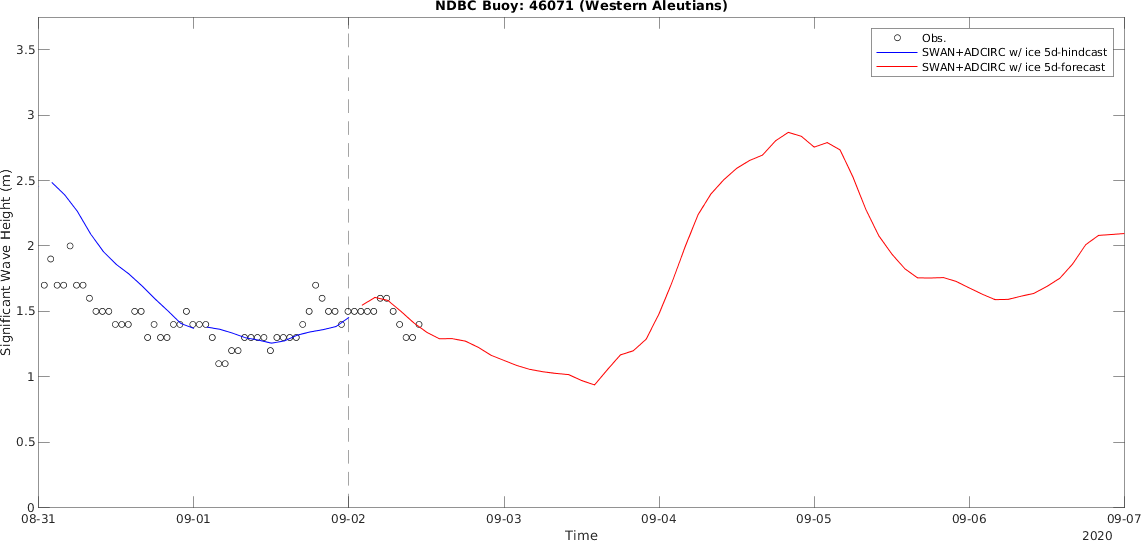 NDBC Buoy: 46071 (Western Aleutians)
Obs.
SWAN+ADCIRC w/ ice 5d-hindcast
SWAN+ADCIRC w/ ice 5d-forecast
Significant Wave Height (m)
3.5
3
2.5
2
1.5
1
0.5
0
08-31
09-01
09-02
09-03
09-04
09-05
09-06
09-07
Time
2020